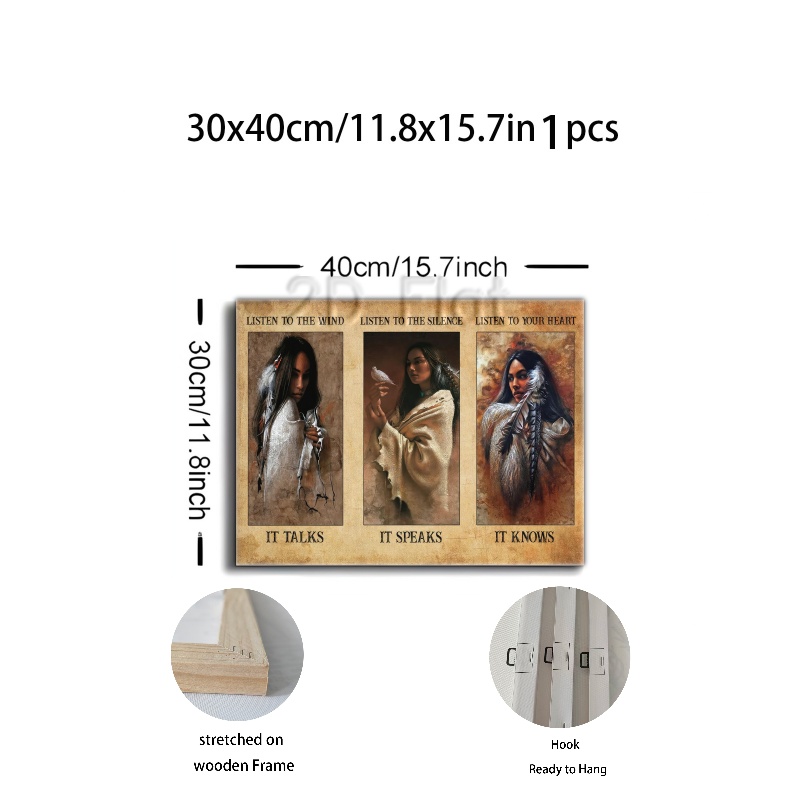 30x40cm/11.8x15.7in 1 pcs
40cm/15.7inch
2D Flat
30cm/11.8inch
LISTEN TO THE WIND
LISTEN TO THE SILENCE
LISTEN TO YOUR HEART
IT TALKS
IT SPEAKS
IT KNOWS
stretched on
wooden Frame
Hook
Ready to Hang